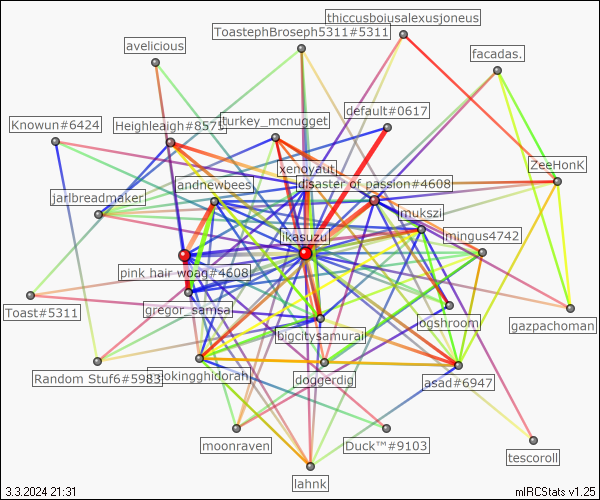 thiccusboiusalexusjoneus
ToastephBroseph5311#5311
avelicious
facadas.
default#0617
Knowun#6424
Heighleaigh#8575
turkey_mcnugget
ZeeHonK
xenoyaut
andnewbees
disaster of passion#4608
jarlbreadmaker
mukszi
ikasuzu
mingus4742
pink hair woag#4608
Toast#5311
gregor_samsa
ogshroom
gazpachoman
bigcitysamurai
Random Stuf6#5983
smokingghidorah
doggerdig
asad#6947
moonraven
Duck™#9103
tescoroll
lahnk
3.3.2024 21:31
mIRCStats v1.25